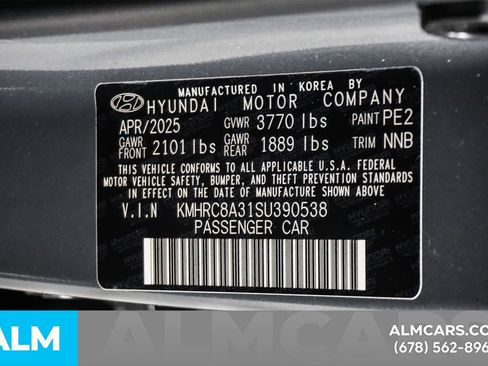 MANUFACTURED IN KOREA BY
HYUNDAI MOTOR COMPANY
APR/2025 GVWR 3770 lbs PAINT PE2
GAWR FRONT 2101 lbs GAWR REAR 1889 lbs TRIM NNB
THIS VEHICLE CONFORMS TO ALL APPLICABLE U.S.A. FEDERAL
MOTOR VEHICLE SAFETY, BUMPER, AND THEFT PREVENTION
STANDARDS IN EFFECT ON THE DATE OF MANUFACTURE SHOWN ABOVE.
V.I.N KMHRC8A31SU390538
PASSENGER CAR
ALM
ALMCARS
ALMCARS.CO
(678) 562-896